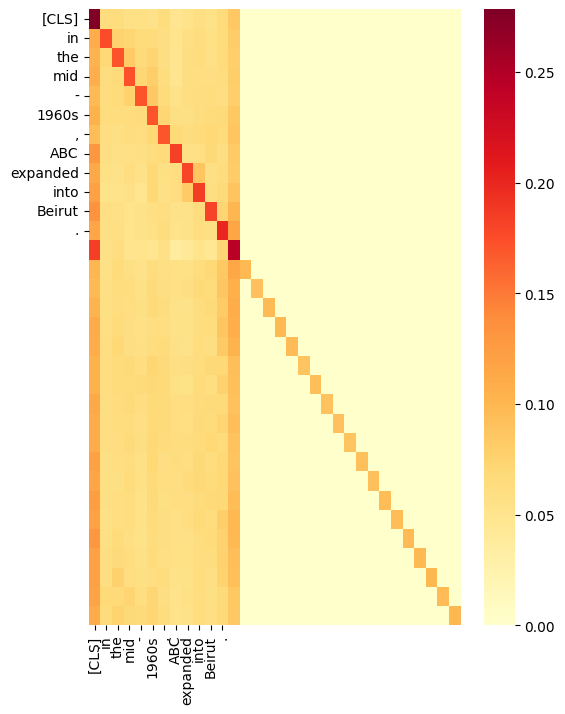 [CLS]
in
the
mid
-
1960s
,
ABC
expanded
into
Beirut
.
0.25
0.20
0.15
0.10
0.05
0.00
[CLS]
in
the
mid
-
1960s
,
ABC
expanded
into
Beirut
.